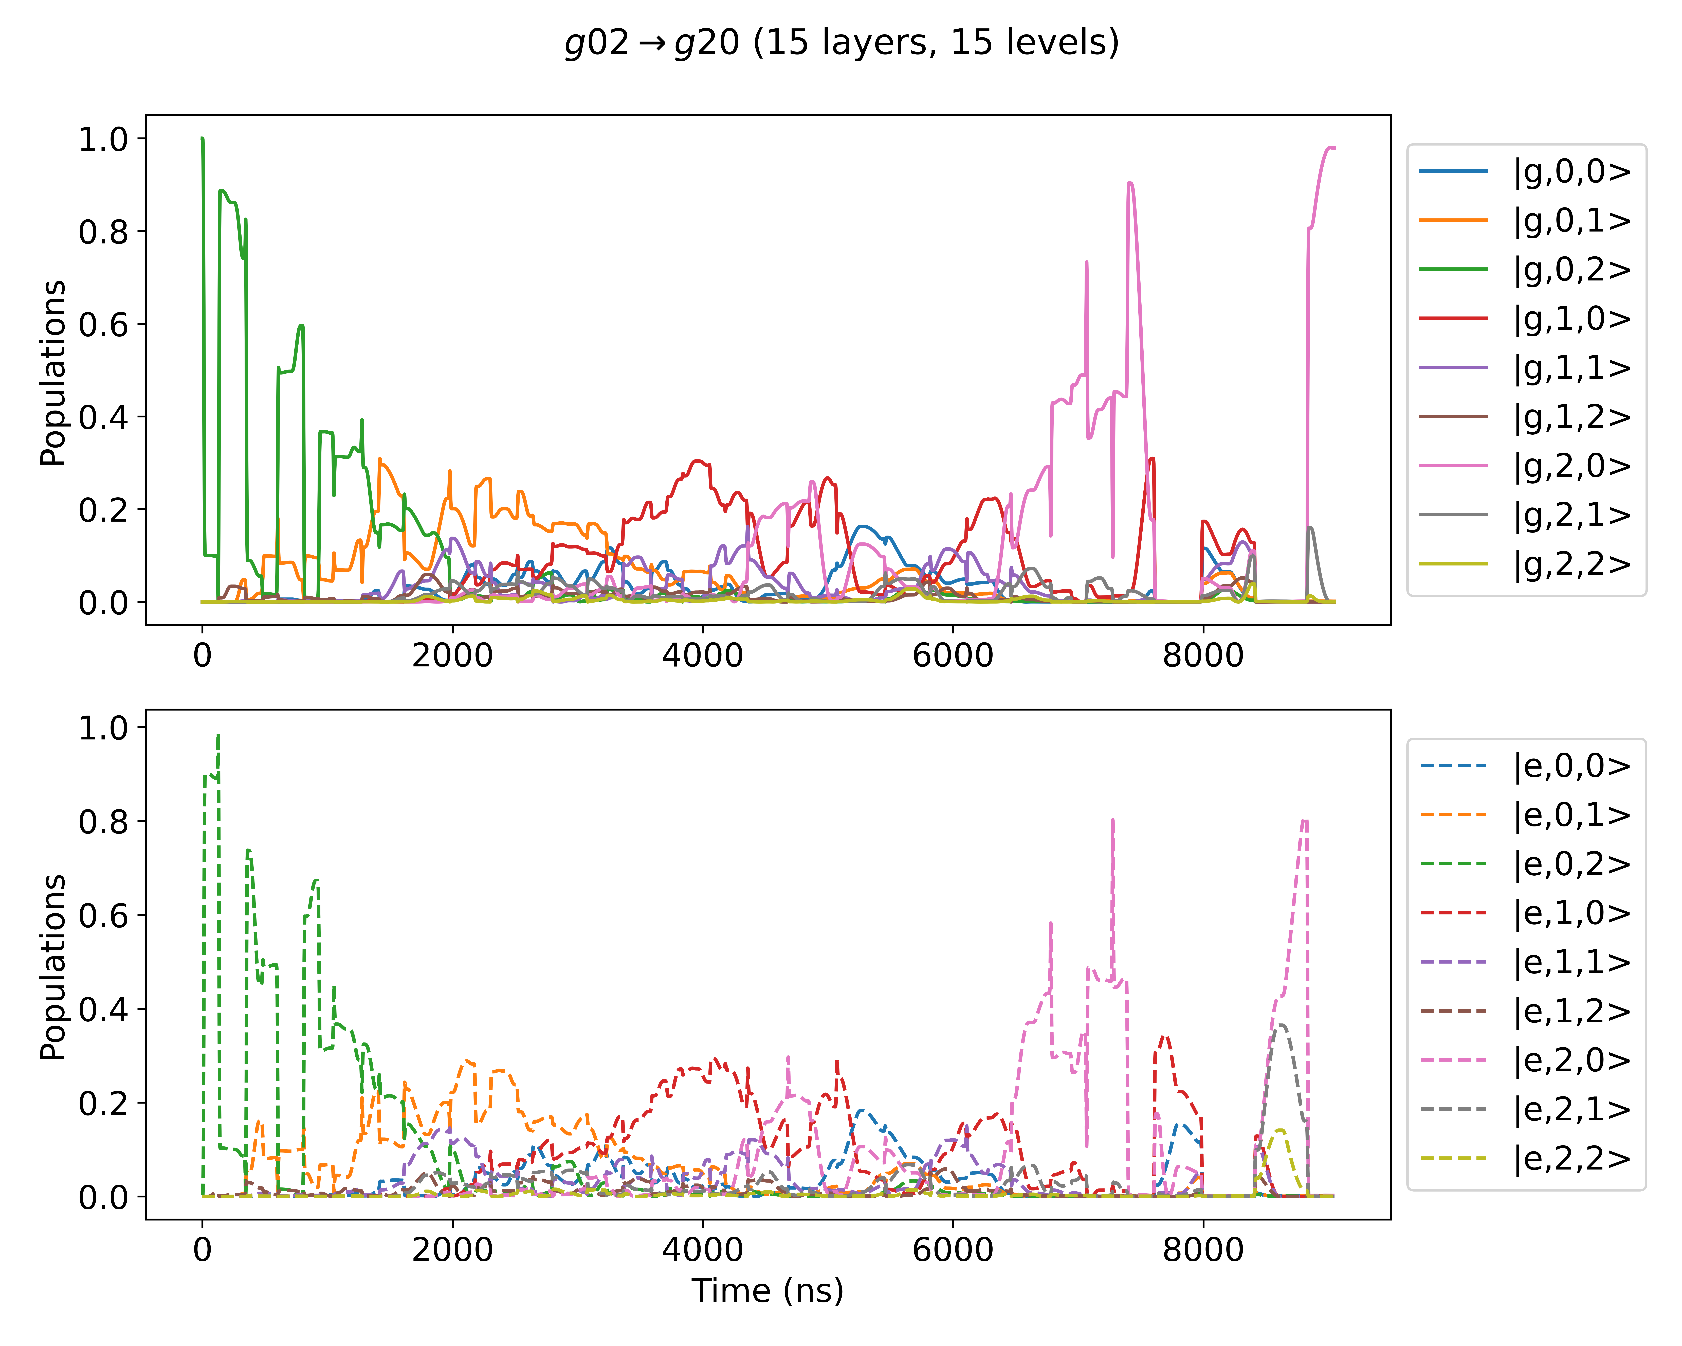 g02→g20 (15 layers, 15 levels)
Populations
1.0
0.8
0.6
0.4
0.2
0.0
0
2000
4000
6000
8000
|g,0,0>
|g,0,1>
|g,0,2>
|g,1,0>
|g,1,1>
|g,1,2>
|g,2,0>
|g,2,1>
|g,2,2>
Populations
1.0
0.8
0.6
0.4
0.2
0.0
0
2000
4000
6000
8000
Time (ns)
|e,0,0>
|e,0,1>
|e,0,2>
|e,1,0>
|e,1,1>
|e,1,2>
|e,2,0>
|e,2,1>
|e,2,2>